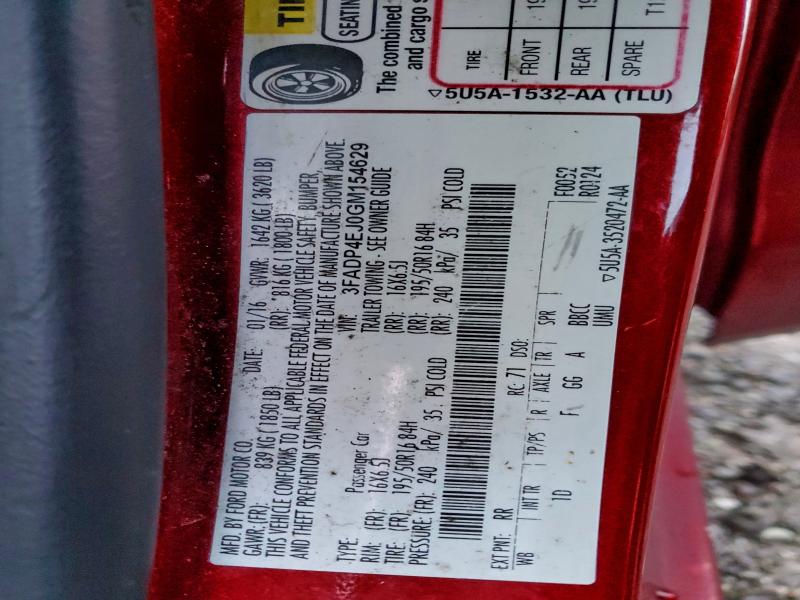 TIR
SEATING
The combined
and cargo s
TIRE
FRONT 19
REAR 19
SPARE T1
▽5U5A-1532-AA (TLU)
MFD. BY FORD MOTOR CO.
DATE: 01/16 GVWR: 1642 KG ( 3620 LB)
GAWR: (FR): 839 KG ( 1850 LB) (RR): 816 KG ( 1800 LB)
THIS VEHICLE CONFORMS TO ALL APPLICABLE FEDERAL MOTOR VEHICLE SAFETY, BUMPER,
AND THEFT PREVENTION STANDARDS IN EFFECT ON THE DATE OF MANUFACTURE SHOWN ABOVE.
VIN: 3FADP4EJ0GM154629
TYPE: Passenger Car TRAILER TOWING - SEE OWNER GUIDE
RIM: (FR): 16X6.5J (RR): 16X6.5J
TIRE: (FR): 195/50R16 84H (RR): 195/50R16 84H
PRESSURE (FR): 240 kPa/ 35 PSI COLD (RR): 240 kPa/ 35 PSI COLD
EXT PNT: RR RC: 71 DSO: F0052
WB INT TR TP/PS R AXLE TR SPR R0124
1D F GG A BBCC
UMU ▽5U5A-3520472-AA